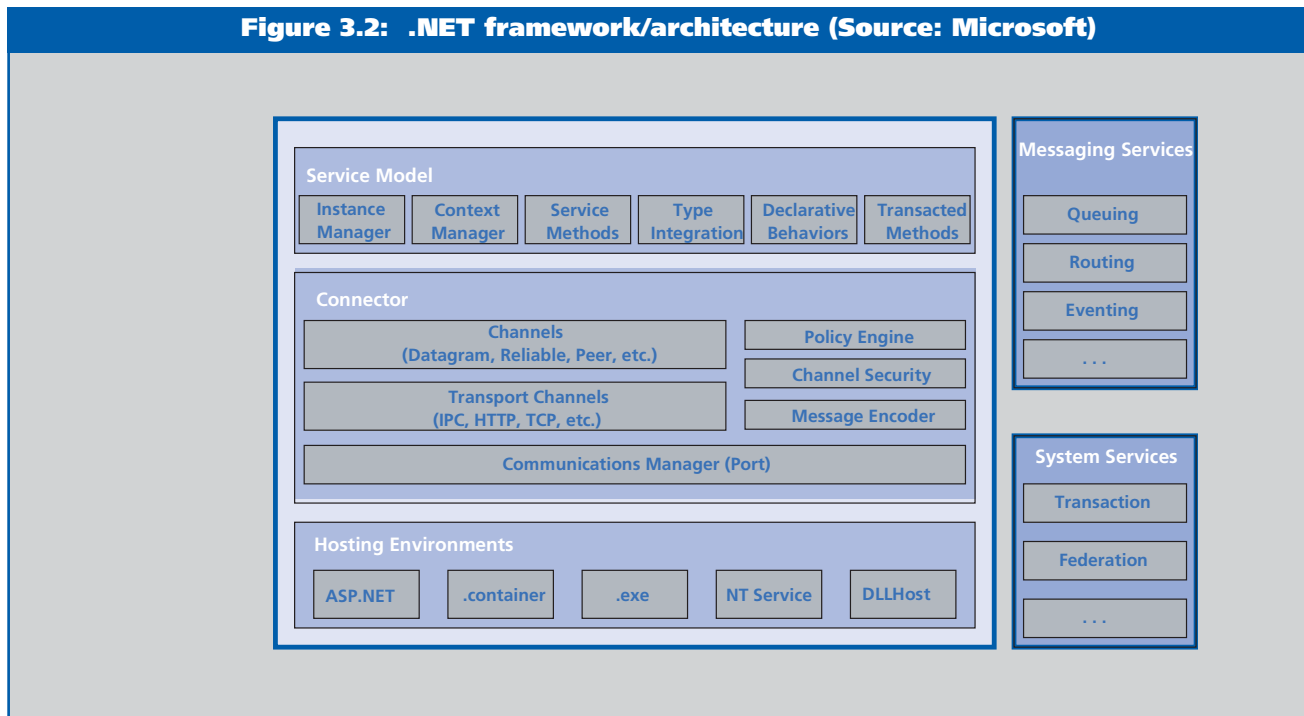 Figure 3.2: .NET framework/architecture (Source: Microsoft)
Service Model
Instance
Manager
Context
Manager
Service
Methods
Type
Integration
Declarative
Behaviors
Transacted
Methods
Connector
Channels
(Datagram, Reliable, Peer, etc.)
Transport Channels
(IPC, HTTP, TCP, etc.)
Policy Engine
Channel Security
Message Encoder
Communications Manager (Port)
Hosting Environments
ASP.NET
.container
.exe
NT Service
DLLHost
Messaging Services
Queuing
Routing
Eventing
. . .
System Services
Transaction
Federation
. . .